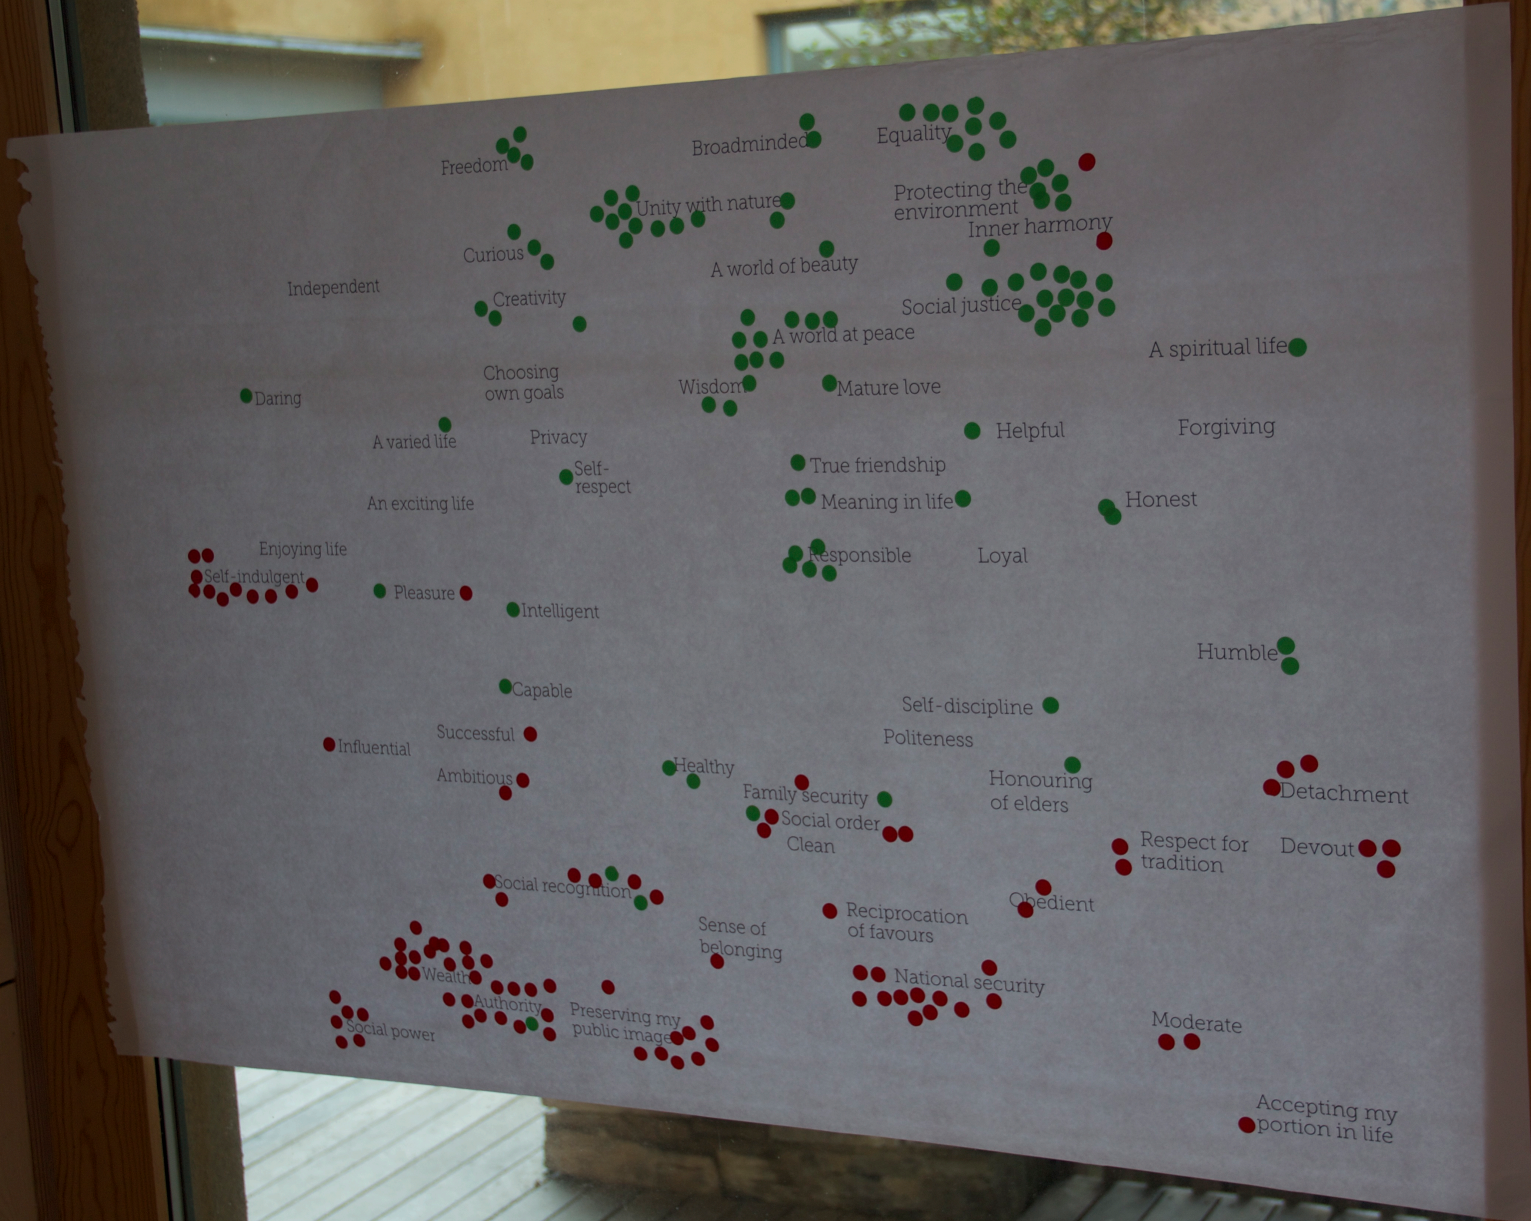 Freedom
Broadminded
Equality
Unity with nature
Protecting the
environment
Inner harmony
Curious
A world of beauty
Independent
Creativity
Social justice
A world at peace
A spiritual life
Choosing
own goals
Wisdom
Mature love
Daring
A varied life
Privacy
Helpful
Forgiving
Self-
respect
True friendship
An exciting life
Meaning in life
Honest
Enjoying life
Responsible
Loyal
Self-indulgent
Pleasure
Intelligent
Humble
Capable
Self-discipline
Successful
Politeness
Influential
Ambitious
Healthy
Family security
Honouring
of elders
Detachment
Social order
Clean
Respect for
tradition
Devout
Social recognition
Obedient
Reciprocation
of favours
Sense of
belonging
Wealth
National security
Authority
Preserving my
public image
Social power
Moderate
Accepting my
portion in life